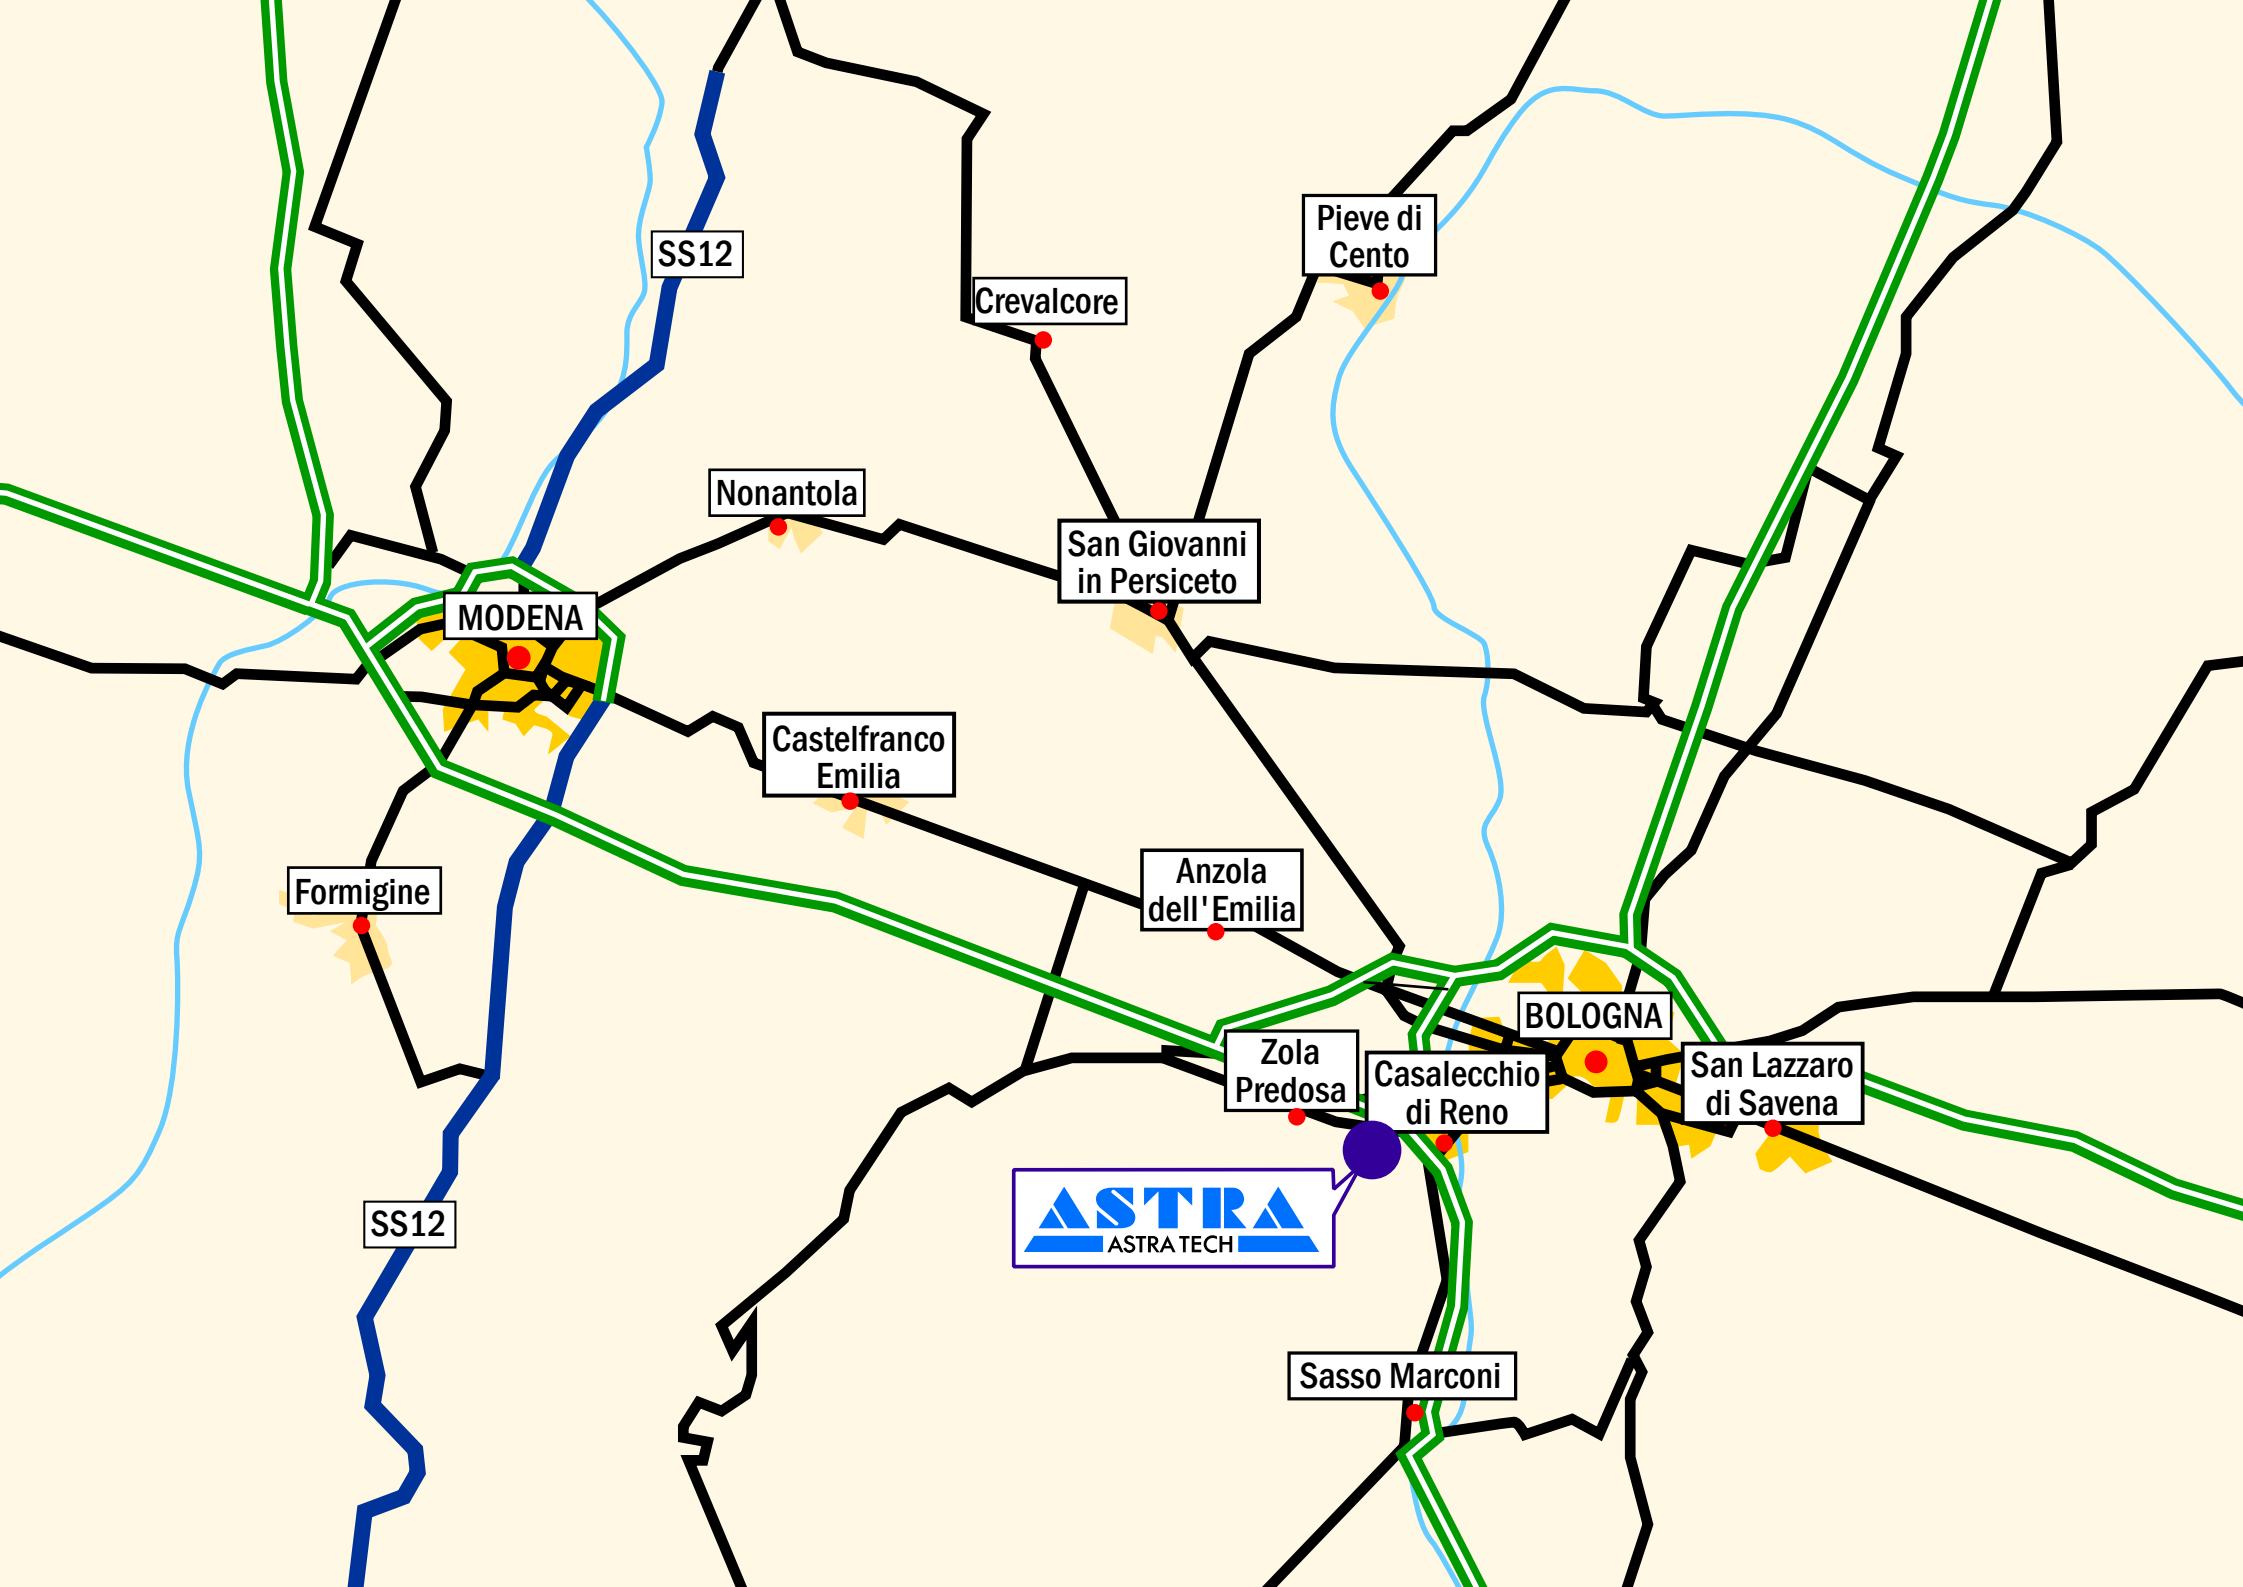 Pieve di
Cento
SS12
Crevalcore
Nonantola
San Giovanni
in Persiceto
MODENA
Castelfranco
Emilia
Anzola
dell'Emilia
Formigine
BOLOGNA
Zola
Predosa
Casalecchio
di Reno
San Lazzaro
di Savena
ASTRA
ASTRA TECH
SS12
Sasso Marconi